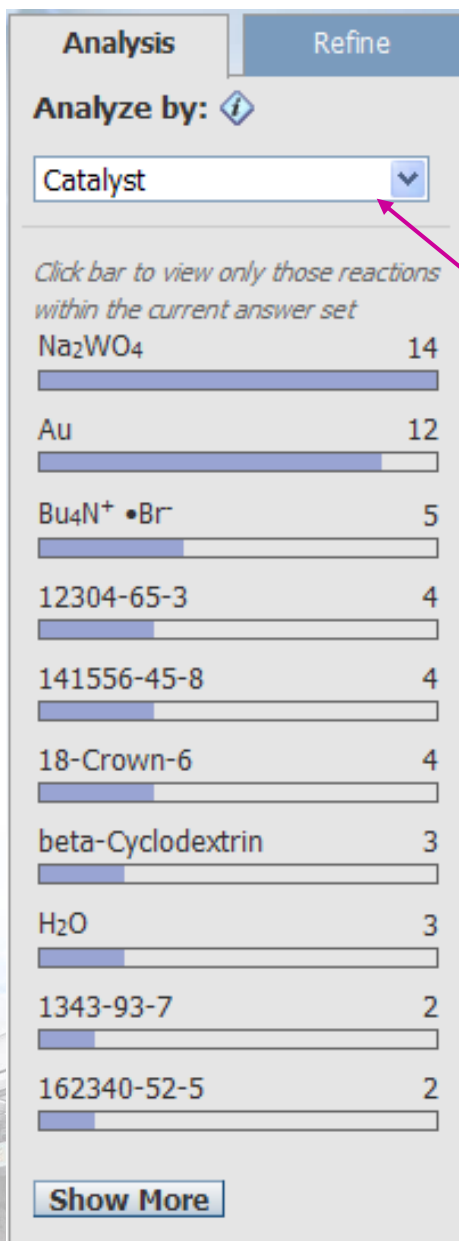 Analysis Refine
Analyze by:
Catalyst
Click bar to view only those reactions
within the current answer set
Na₂WO₄ 14
Au 12
Bu₄N⁺ •Br⁻ 5
12304-65-3 4
141556-45-8 4
18-Crown-6 4
beta-Cyclodextrin 3
H₂O 3
1343-93-7 2
162340-52-5 2
Show More